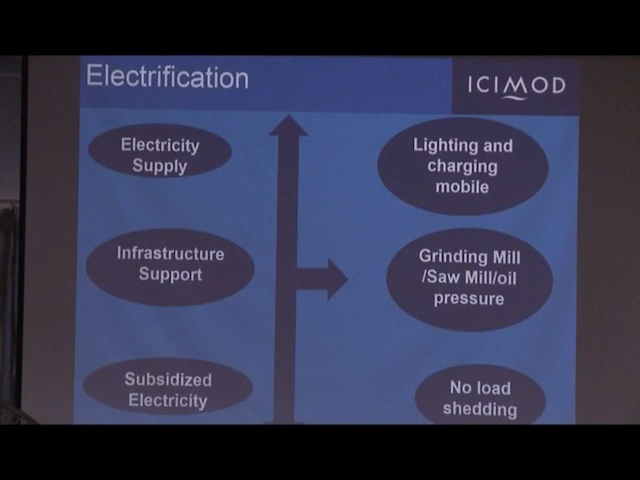 Electrification
ICIMOD
Electricity
Supply
Lighting and
charging
mobile
Infrastructure
Support
Grinding Mill
/Saw Mill/oil
pressure
Subsidized
Electricity
No load
shedding